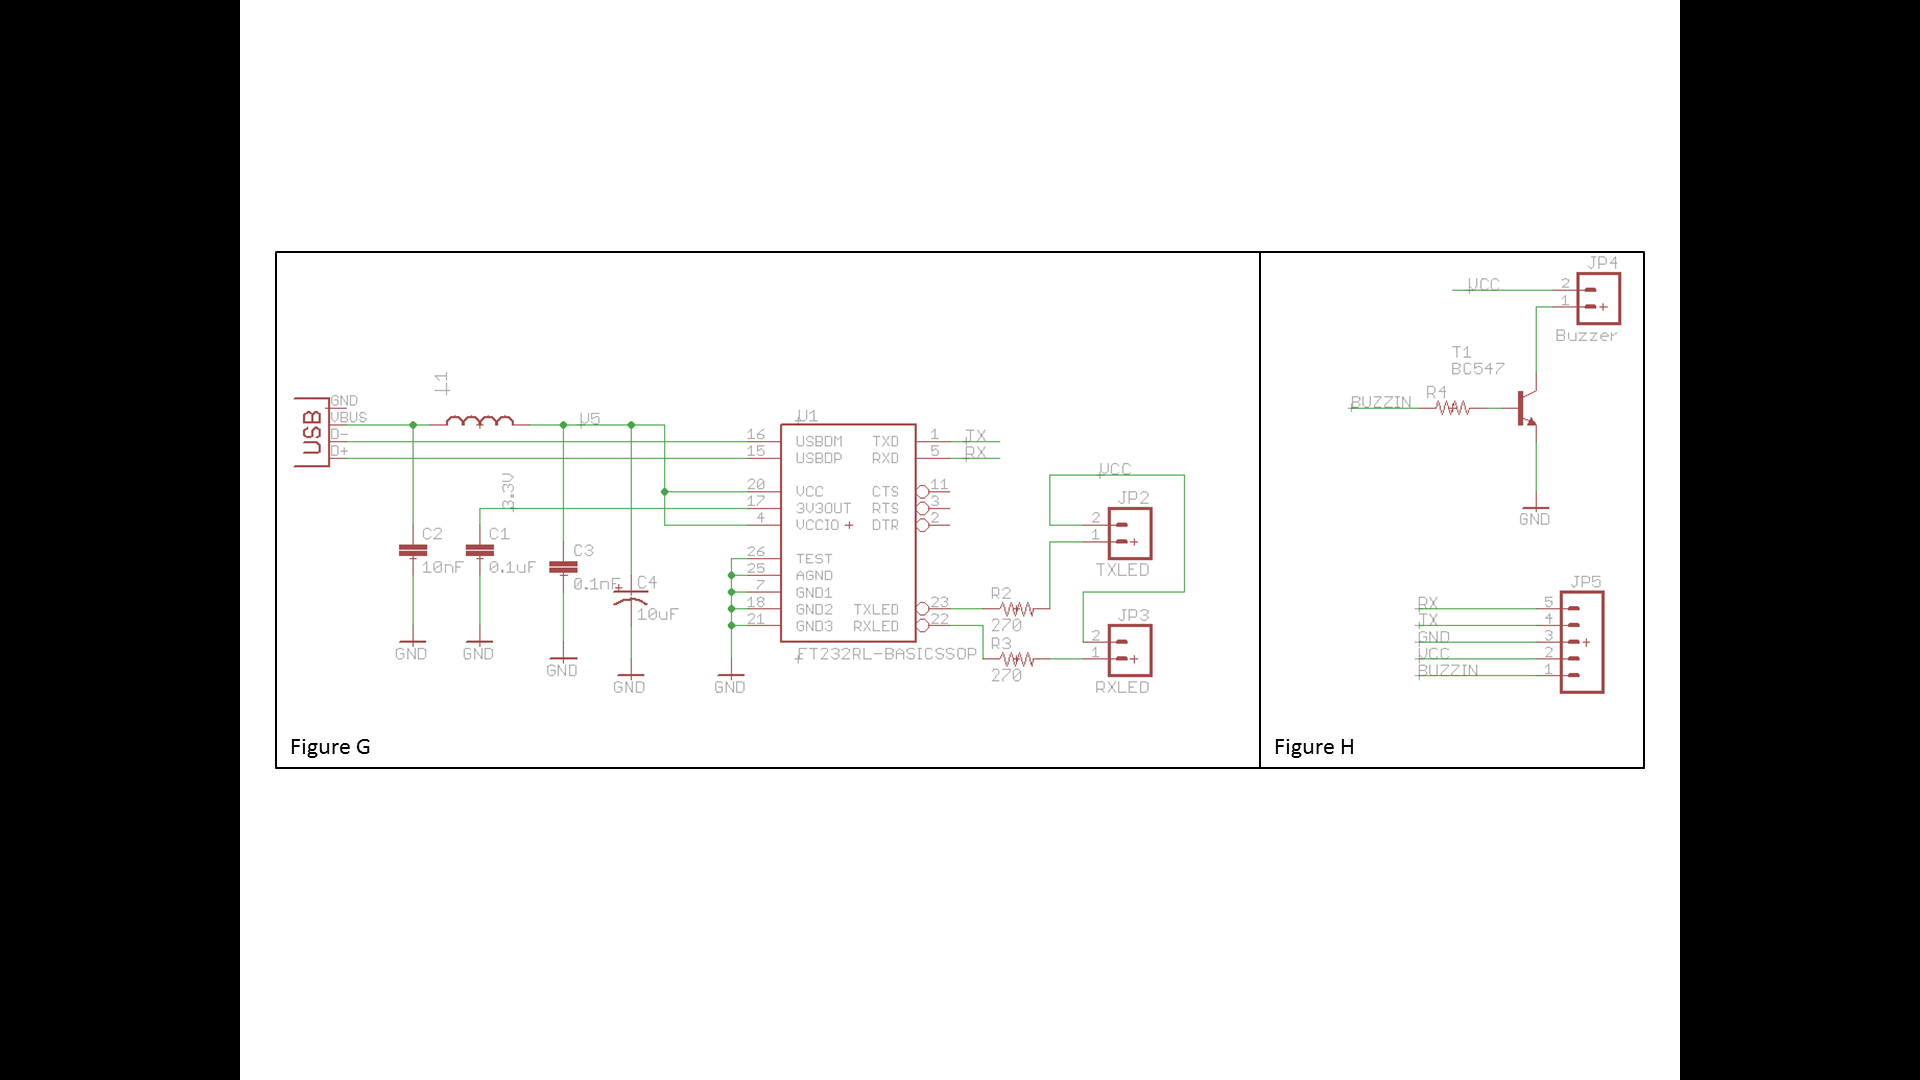 JP4
VCC
2
1
Buzzer
T1
BC547
BUZZIN
R4
GND
JP5
RX
5
TX
4
GND
3
VCC
2
BUZZIN
1
Figure H
L1
USB
GND
VBUS
D-
D+
V5
3.3V
C2
10nF
C1
0.1uF
C3
0.1nF
C4
10uF
GND
GND
GND
GND
GND
U1
16 USBDM TXD 1 TX
15 USBDP RXD 5 RX
20 VCC CTS 11
17 3V3OUT RTS 3
4 VCCIO DTR 2
26 TEST
25 AGND
7 GND1
18 GND2 TXLED 23
21 GND3 RXLED 22
FT232RL-BASICSSOP
R2
270
R3
270
VCC
JP2
2
1
TXLED
JP3
2
1
RXLED
Figure G